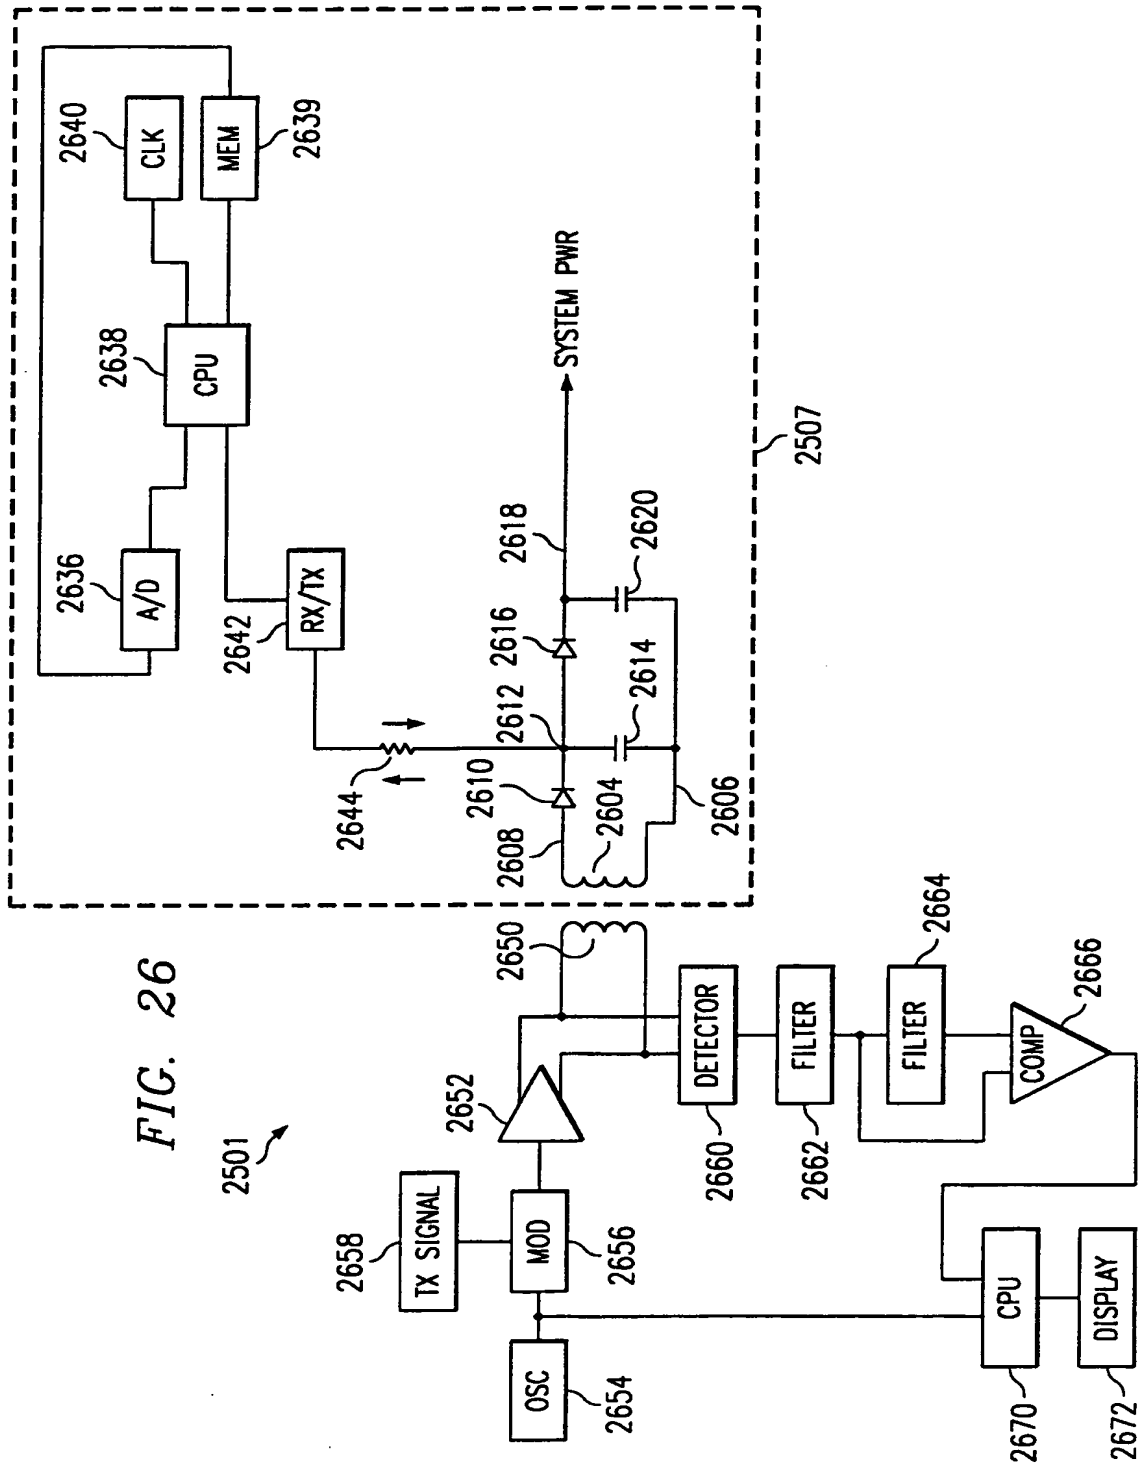 FIG. 26
2501
2640
CLK
MEM
2639
2638
CPU
2636
A/D
2642
RX/TX
2644
SYSTEM PWR
2507
2618
2620
2616
2614
2612
2610
2604
2608
2606
2650
2652
2658
TX SIGNAL
MOD
2656
OSC
2654
DETECTOR
2660
FILTER
2662
FILTER
2664
COMP
2666
CPU
2670
DISPLAY
2672